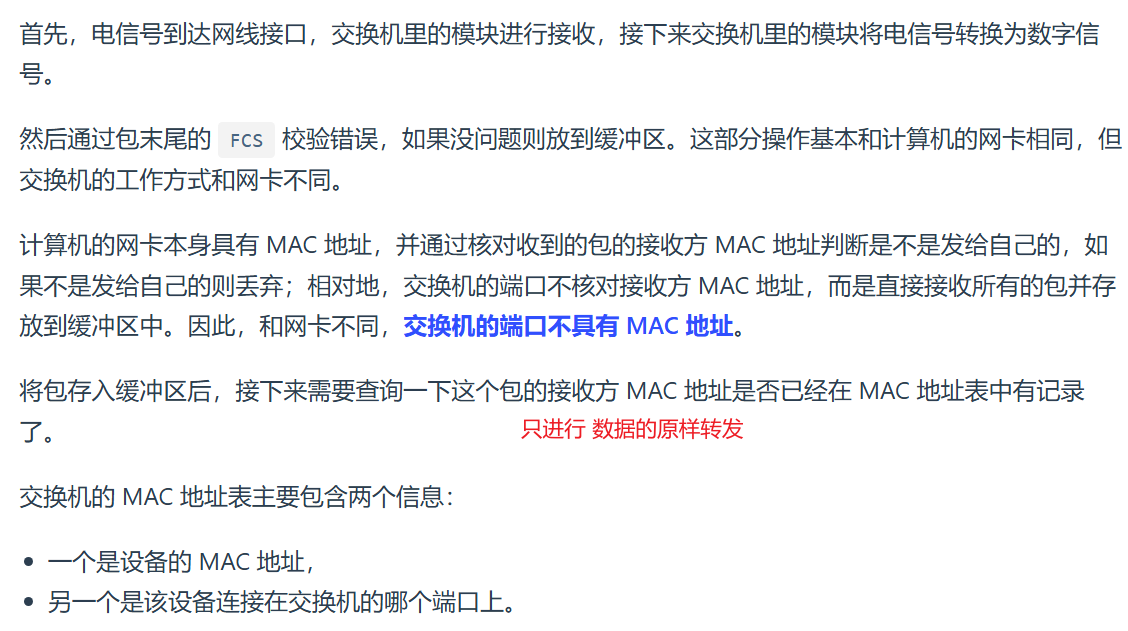 首先，电信号到达网线接口，交换机里的模块进行接收，接下来交换机里的模块将电信号转换为数字信
号。
然后通过包末尾的 FCS 校验错误，如果没问题则放到缓冲区。这部分操作基本和计算机的网卡相同，但
交换机的工作方式和网卡不同。
计算机的网卡本身具有 MAC 地址，并通过核对收到的包的接收方 MAC 地址判断是不是发给自己的，如
果不是发给自己的则丢弃；相对地，交换机的端口不核对接收方 MAC 地址，而是直接接收所有的包并存
放到缓冲区中。因此，和网卡不同，交换机的端口不具有 MAC 地址。
将包存入缓冲区后，接下来需要查询一下这个包的接收方 MAC 地址是否已经在 MAC 地址表中有记录
了。
只进行 数据的原样转发
交换机的 MAC 地址表主要包含两个信息：
• 一个是设备的 MAC 地址，
• 另一个是该设备连接在交换机的哪个端口上。